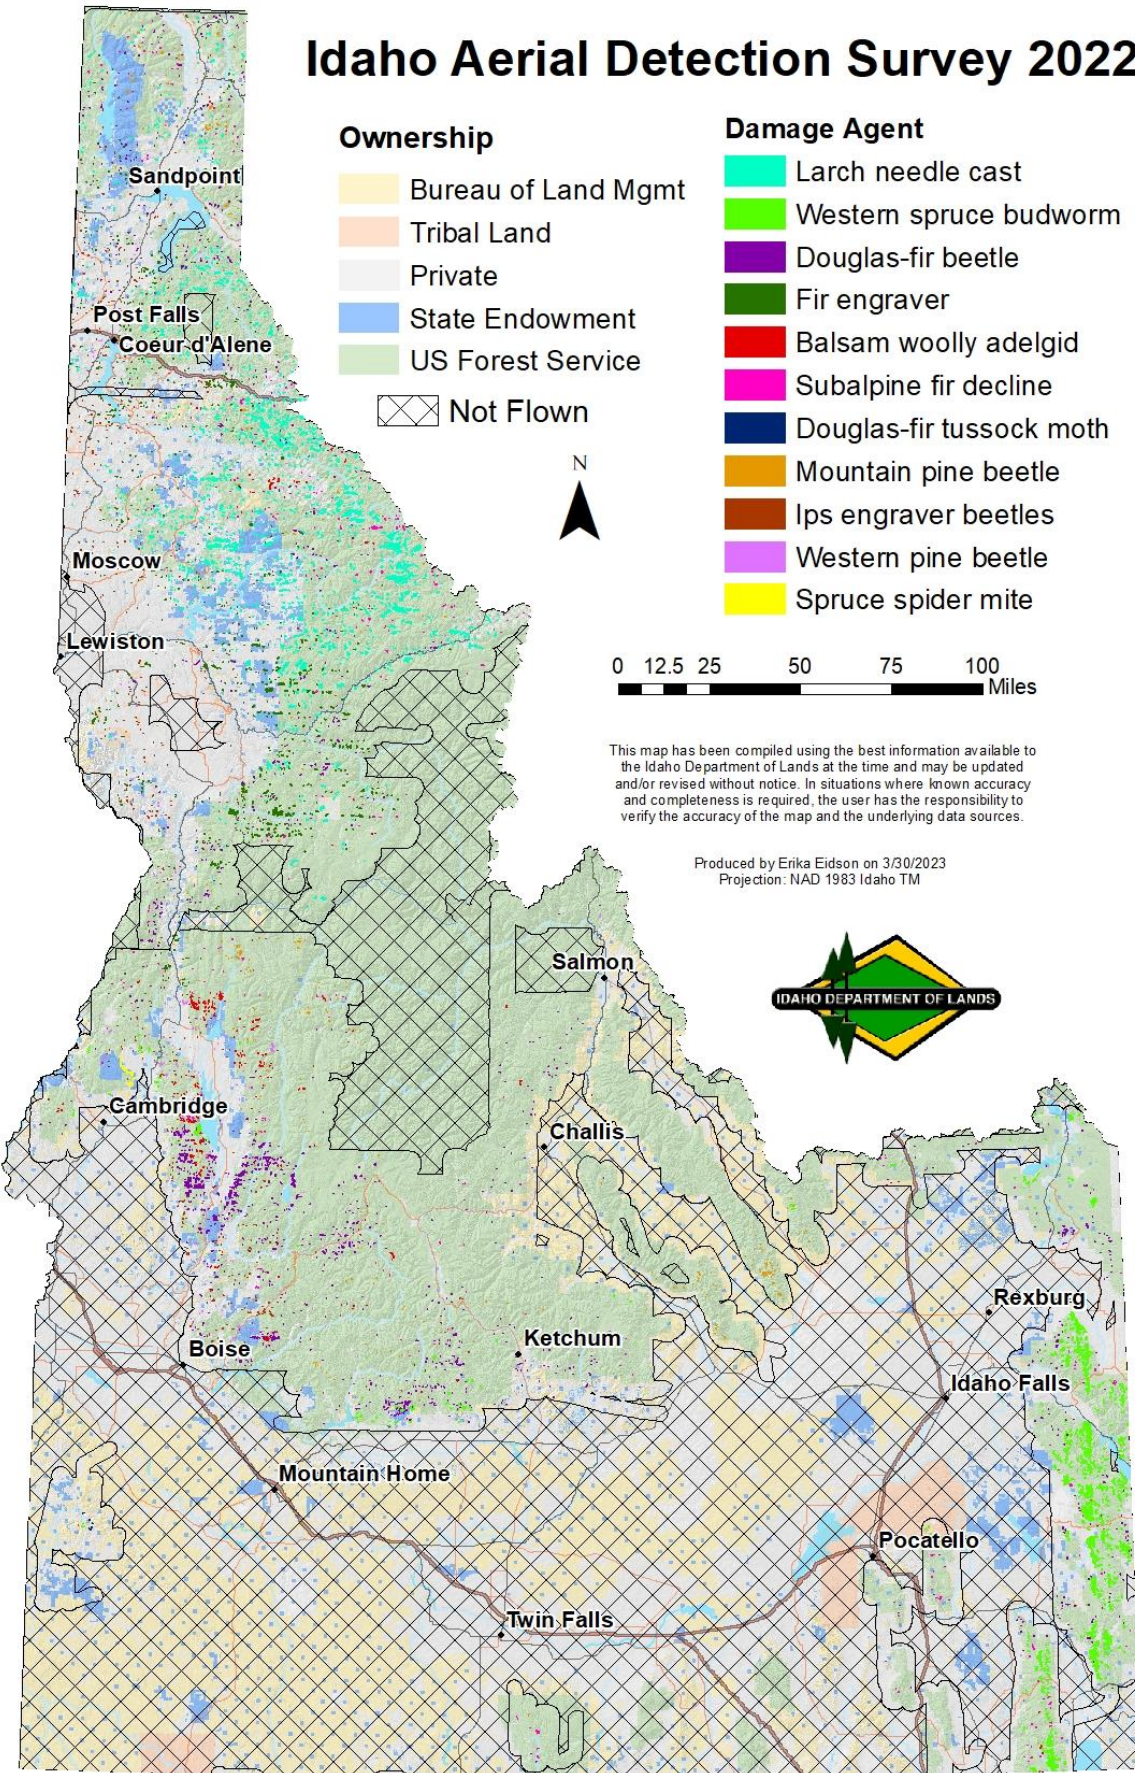 Idaho Aerial Detection Survey 2022
Ownership
Bureau of Land Mgmt
Tribal Land
Private
State Endowment
US Forest Service
Not Flown
Damage Agent
Larch needle cast
Western spruce budworm
Douglas-fir beetle
Fir engraver
Balsam woolly adelgid
Subalpine fir decline
Douglas-fir tussock moth
Mountain pine beetle
Ips engraver beetles
Western pine beetle
Spruce spider mite
N
0 12.5 25 50 75 100
Miles
This map has been compiled using the best information available to
the Idaho Department of Lands at the time and may be updated
and/or revised without notice. In situations where known accuracy
and completeness is required, the user has the responsibility to
verify the accuracy of the map and the underlying data sources.
Produced by Erika Eidson on 3/30/2023
Projection: NAD 1983 Idaho TM
IDAHO DEPARTMENT OF LANDS
Sandpoint
Post Falls
Coeur d'Alene
Moscow
Lewiston
Salmon
Cambridge
Challis
Rexburg
Ketchum
Boise
Idaho Falls
Mountain Home
Pocatello
Twin Falls